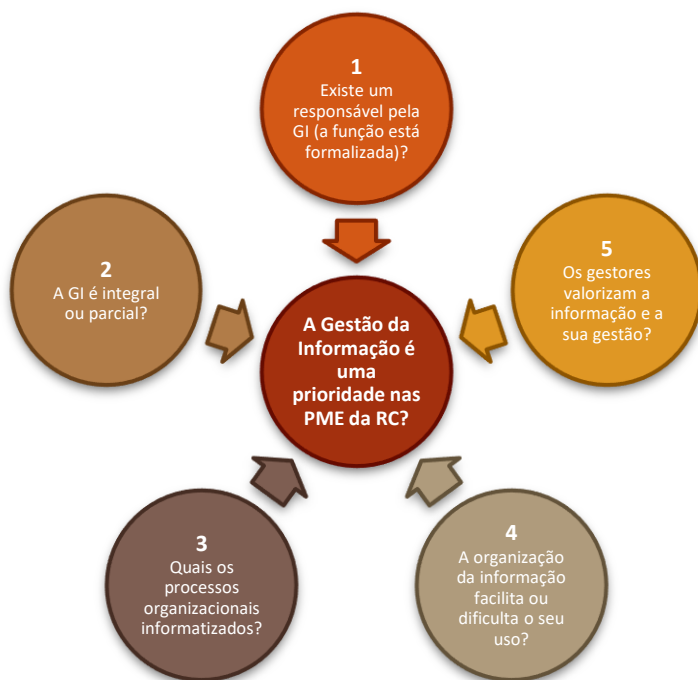 1
Existe um
responsável pela
GI (a função está
formalizada)?
2
A GI é integral
ou parcial?
5
Os gestores
valorizam a
informação e a
sua gestão?
A Gestão da
Informação é
uma
prioridade nas
PME da RC?
3
Quais os
processos
organizacionais
informatizados?
4
A organização
da informação
facilita ou
dificulta o seu
uso?